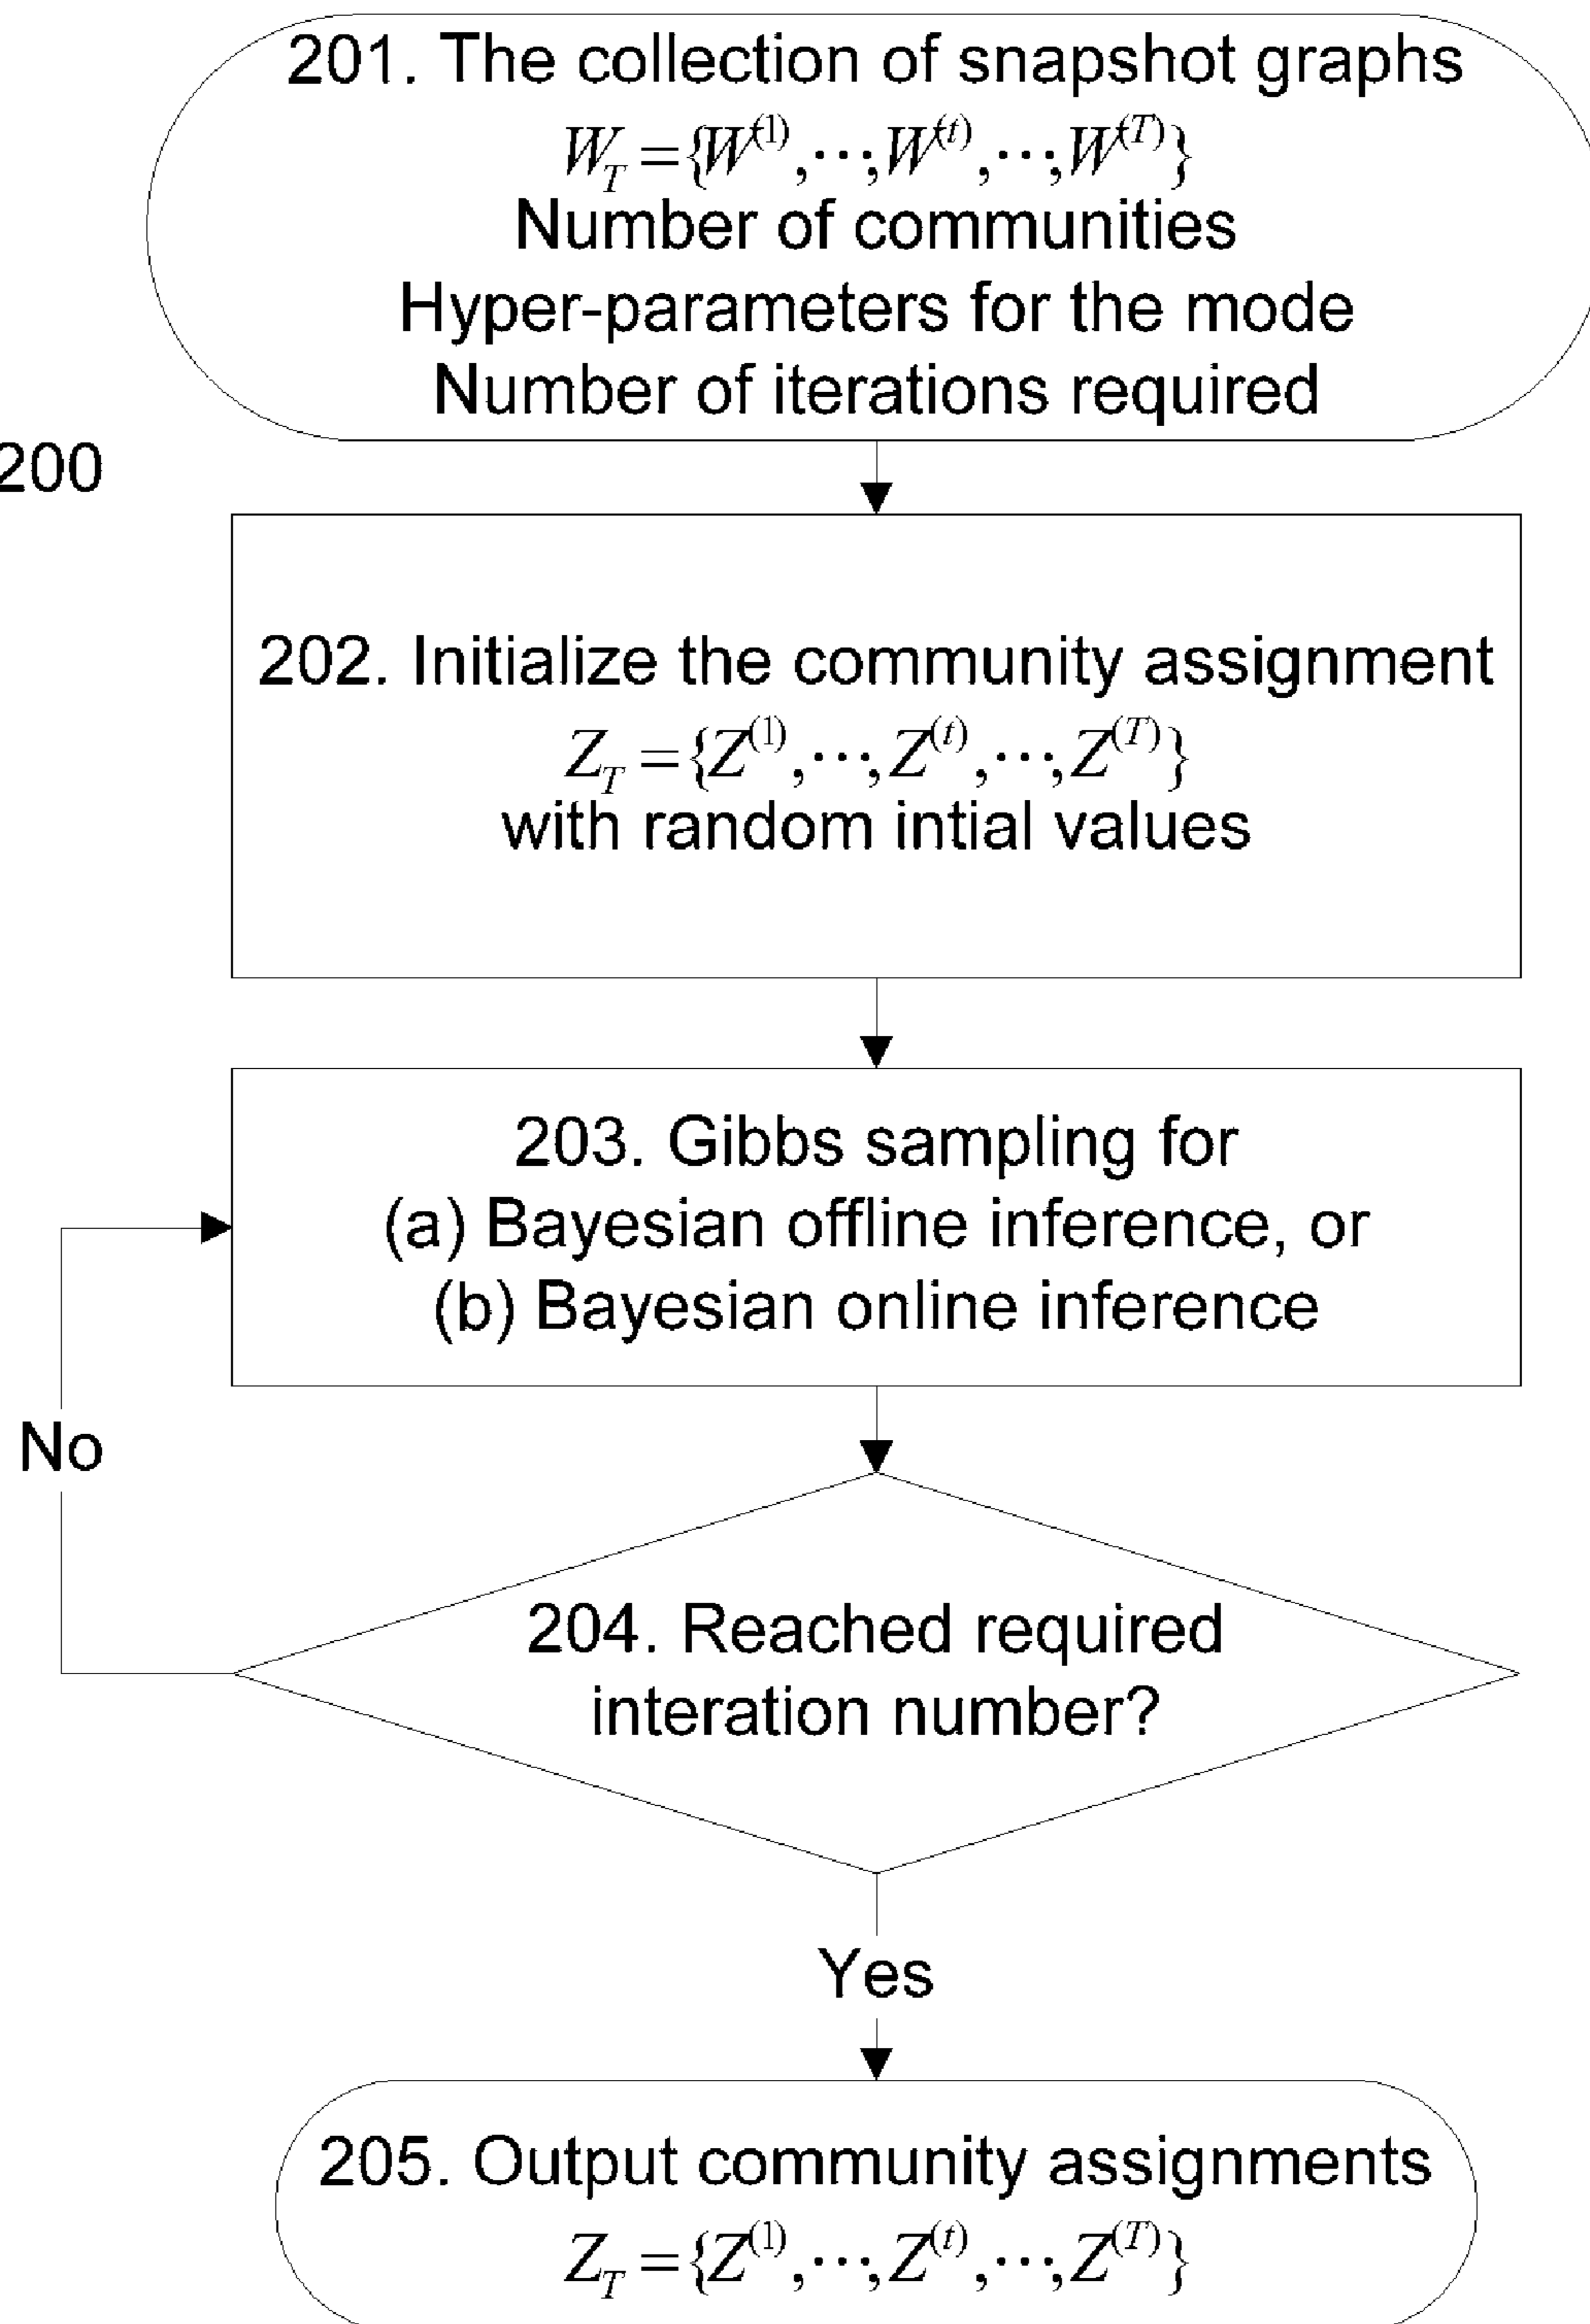 201. The collection of snapshot graphs
W_T={W^(1),···,W^(t),···,W^(T)}
Number of communities
Hyper-parameters for the mode
Number of iterations required
200
202. Initialize the community assignment
Z_T={Z^(1),···,Z^(t),···,Z^(T)}
with random intial values
203. Gibbs sampling for
(a) Bayesian offline inference, or
(b) Bayesian online inference
No
204. Reached required
interation number?
Yes
205. Output community assignments
Z_T={Z^(1),···,Z^(t),···,Z^(T)}